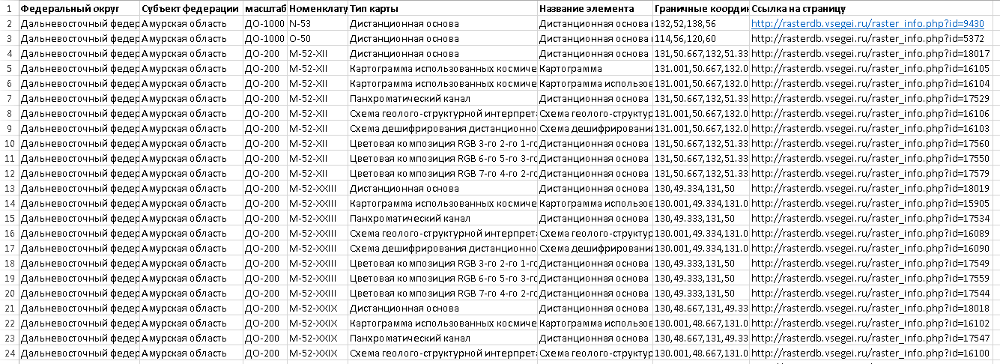 1 Федеральный округ Субъект федерации масштаб Номенклату Тип карты Название элемента Граничные коорди Ссылка на страницу
2 Дальневосточный федер Амурская область ДО-1000 N-53 Дистанционная основа Дистанционная основа 132,52,138,56 http://rasterdb.vsegei.ru/raster_info.php?id=9430
3 Дальневосточный федер Амурская область ДО-1000 O-50 Дистанционная основа Дистанционная основа 114,56,120,60 http://rasterdb.vsegei.ru/raster_info.php?id=5372
4 Дальневосточный федер Амурская область ДО-200 M-52-XII Дистанционная основа Дистанционная основа 131,50.667,132,51.33 http://rasterdb.vsegei.ru/raster_info.php?id=18017
5 Дальневосточный федер Амурская область ДО-200 M-52-XII Картограмма использованных космиче Картограмма 131.001,50.667,132.0 http://rasterdb.vsegei.ru/raster_info.php?id=16105
6 Дальневосточный федер Амурская область ДО-200 M-52-XII Картограмма использованных космиче Картограмма использов 131.001,50.667,132.0 http://rasterdb.vsegei.ru/raster_info.php?id=16104
7 Дальневосточный федер Амурская область ДО-200 M-52-XII Панхроматический канал Дистанционная основа 131,50.667,132,51.33 http://rasterdb.vsegei.ru/raster_info.php?id=17529
8 Дальневосточный федер Амурская область ДО-200 M-52-XII Схема геолого-структурной интерпрет Схема геолого-структур 131.001,50.667,132.0 http://rasterdb.vsegei.ru/raster_info.php?id=16106
9 Дальневосточный федер Амурская область ДО-200 M-52-XII Схема дешифрирования дистанционно Схема дешифрировани 131.001,50.667,132.0 http://rasterdb.vsegei.ru/raster_info.php?id=16103
10 Дальневосточный федер Амурская область ДО-200 M-52-XII Цветовая композиция RGB 3-го 2-го 1-го Дистанционная основа 131,50.667,132,51.33 http://rasterdb.vsegei.ru/raster_info.php?id=17560
11 Дальневосточный федер Амурская область ДО-200 M-52-XII Цветовая композиция RGB 6-го 5-го 3-го Дистанционная основа 131,50.667,132,51.33 http://rasterdb.vsegei.ru/raster_info.php?id=17550
12 Дальневосточный федер Амурская область ДО-200 M-52-XII Цветовая композиция RGB 7-го 4-го 2-го Дистанционная основа 131,50.667,132,51.33 http://rasterdb.vsegei.ru/raster_info.php?id=17579
13 Дальневосточный федер Амурская область ДО-200 M-52-XXIII Дистанционная основа Дистанционная основа 130,49.334,131,50 http://rasterdb.vsegei.ru/raster_info.php?id=18019
14 Дальневосточный федер Амурская область ДО-200 M-52-XXIII Картограмма использованных космиче Картограмма использов 130.001,49.334,131.0 http://rasterdb.vsegei.ru/raster_info.php?id=15905
15 Дальневосточный федер Амурская область ДО-200 M-52-XXIII Панхроматический канал Дистанционная основа 130,49.333,131,50 http://rasterdb.vsegei.ru/raster_info.php?id=17534
16 Дальневосточный федер Амурская область ДО-200 M-52-XXIII Схема геолого-структурной интерпрет Схема геолого-структур 130.001,49.334,131.0 http://rasterdb.vsegei.ru/raster_info.php?id=16089
17 Дальневосточный федер Амурская область ДО-200 M-52-XXIII Схема дешифрирования дистанционно Схема дешифрировани 130.001,49.334,131.0 http://rasterdb.vsegei.ru/raster_info.php?id=16090
18 Дальневосточный федер Амурская область ДО-200 M-52-XXIII Цветовая композиция RGB 3-го 2-го 1-го Дистанционная основа 130,49.333,131,50 http://rasterdb.vsegei.ru/raster_info.php?id=17549
19 Дальневосточный федер Амурская область ДО-200 M-52-XXIII Цветовая композиция RGB 6-го 5-го 3-го Дистанционная основа 130,49.333,131,50 http://rasterdb.vsegei.ru/raster_info.php?id=17559
20 Дальневосточный федер Амурская область ДО-200 M-52-XXIII Цветовая композиция RGB 7-го 4-го 2-го Дистанционная основа 130,49.333,131,50 http://rasterdb.vsegei.ru/raster_info.php?id=17544
21 Дальневосточный федер Амурская область ДО-200 M-52-XXIX Дистанционная основа Дистанционная основа 130,48.667,131,49.33 http://rasterdb.vsegei.ru/raster_info.php?id=18018
22 Дальневосточный федер Амурская область ДО-200 M-52-XXIX Картограмма использованных космиче Картограмма использов 130.001,48.667,131.0 http://rasterdb.vsegei.ru/raster_info.php?id=16102
23 Дальневосточный федер Амурская область ДО-200 M-52-XXIX Панхроматический канал Дистанционная основа 130,48.667,131,49.33 http://rasterdb.vsegei.ru/raster_info.php?id=17547
24 Дальневосточный федер Амурская область ДО-200 M-52-XXIX Схема геолого-структурной интерпрет Схема геолого-структур 130.001,48.667,131.0 http://rasterdb.vsegei.ru/raster_info.php?id=16100